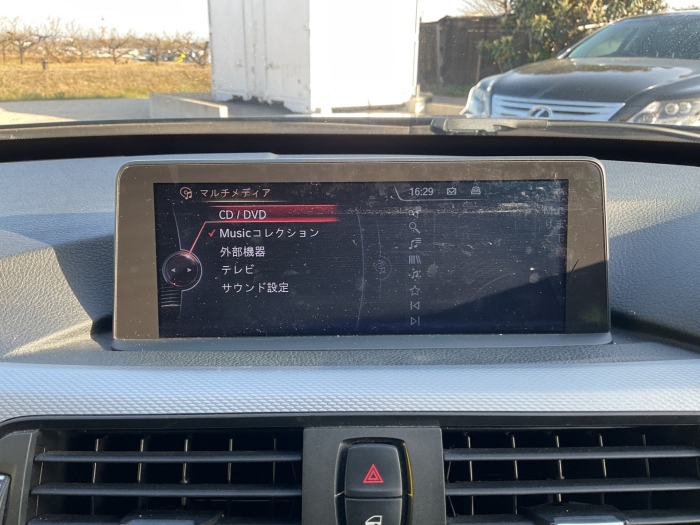 マルチメディア
16:29
CD / DVD
Musicコレクション
外部機器
テレビ
サウンド設定